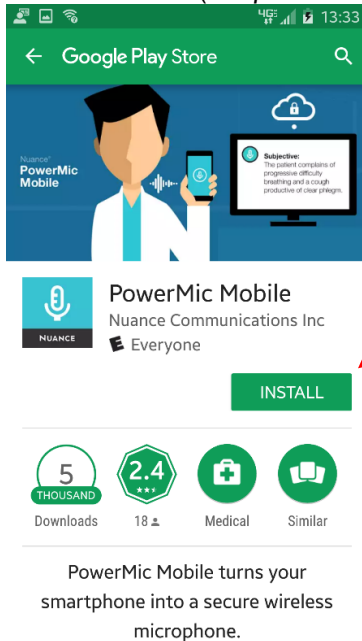 4G 13:33
Google Play Store
Nuance®
PowerMic
Mobile
Subjective:
The patient complains of
progressive difficulty
breathing and a cough
productive of clear phlegm.
PowerMic Mobile
Nuance Communications Inc
E Everyone
NUANCE
INSTALL
5
THOUSAND
2.4
Downloads
18
Medical
Similar
PowerMic Mobile turns your
smartphone into a secure wireless
microphone.